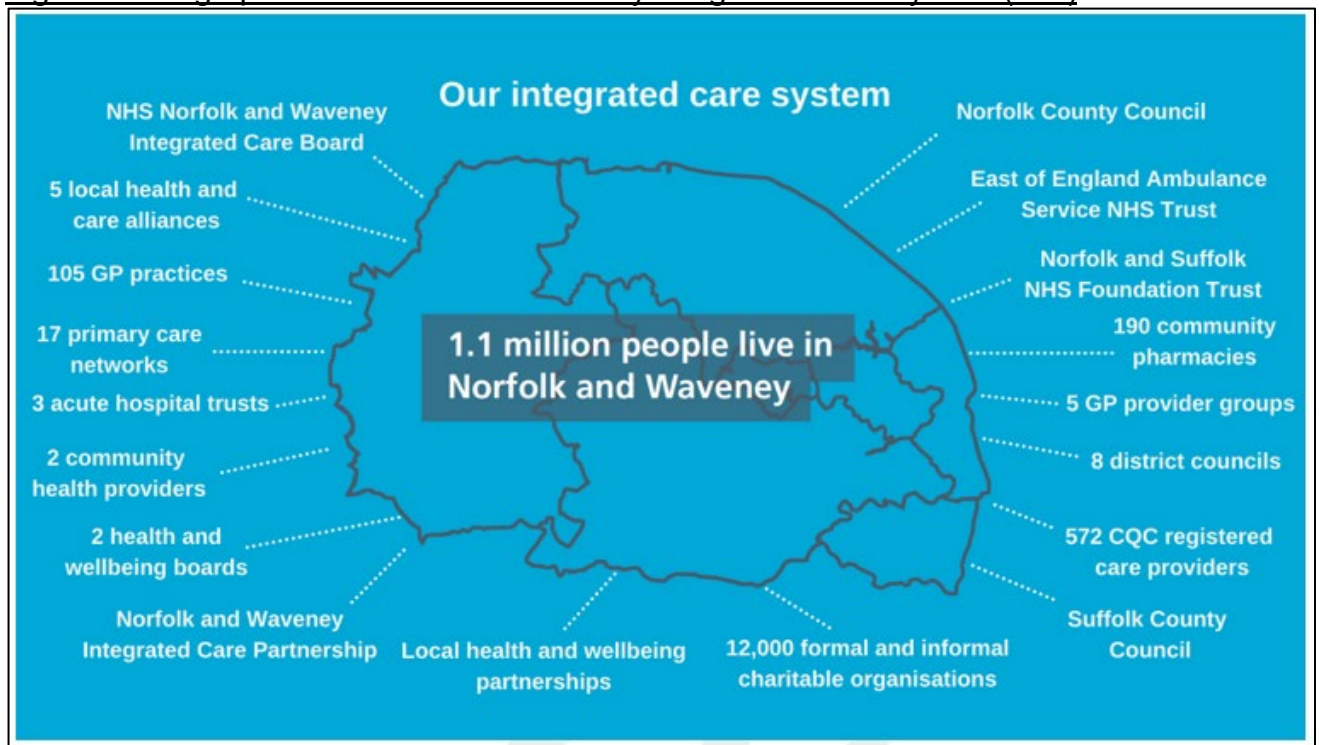 Our integrated care system
NHS Norfolk and Waveney
Integrated Care Board
5 local health and
care alliances
105 GP practices
17 primary care
networks
3 acute hospital trusts
2 community
health providers
2 health and
wellbeing boards
Norfolk and Waveney
Integrated Care Partnership
Local health and wellbeing
partnerships
12,000 formal and informal
charitable organisations
1.1 million people live in
Norfolk and Waveney
Norfolk County Council
East of England Ambulance
Service NHS Trust
Norfolk and Suffolk
NHS Foundation Trust
190 community
pharmacies
5 GP provider groups
8 district councils
572 CQC registered
care providers
Suffolk County
Council